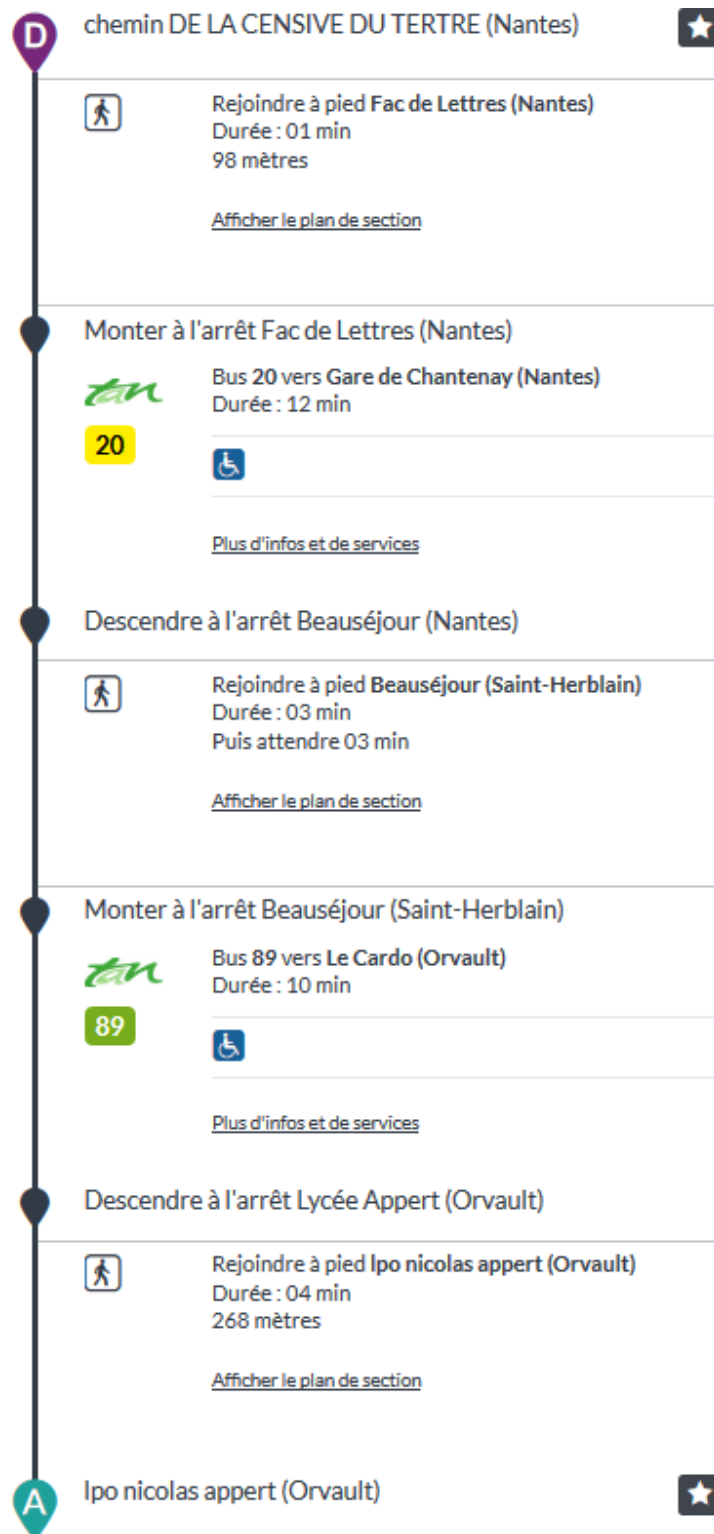 D
chemin DE LA CENSIVE DU TERTRE (Nantes)
Rejoindre à pied Fac de Lettres (Nantes)
Durée : 01 min
98 mètres
Afficher le plan de section
Monter à l'arrêt Fac de Lettres (Nantes)
tan
Bus 20 vers Gare de Chantenay (Nantes)
Durée : 12 min
20
Plus d'infos et de services
Descendre à l'arrêt Beauséjour (Nantes)
Rejoindre à pied Beauséjour (Saint-Herblain)
Durée : 03 min
Puis attendre 03 min
Afficher le plan de section
Monter à l'arrêt Beauséjour (Saint-Herblain)
tan
Bus 89 vers Le Cardo (Orvault)
Durée : 10 min
89
Plus d'infos et de services
Descendre à l'arrêt Lycée Appert (Orvault)
Rejoindre à pied lpo nicolas appert (Orvault)
Durée : 04 min
268 mètres
Afficher le plan de section
A
lpo nicolas appert (Orvault)